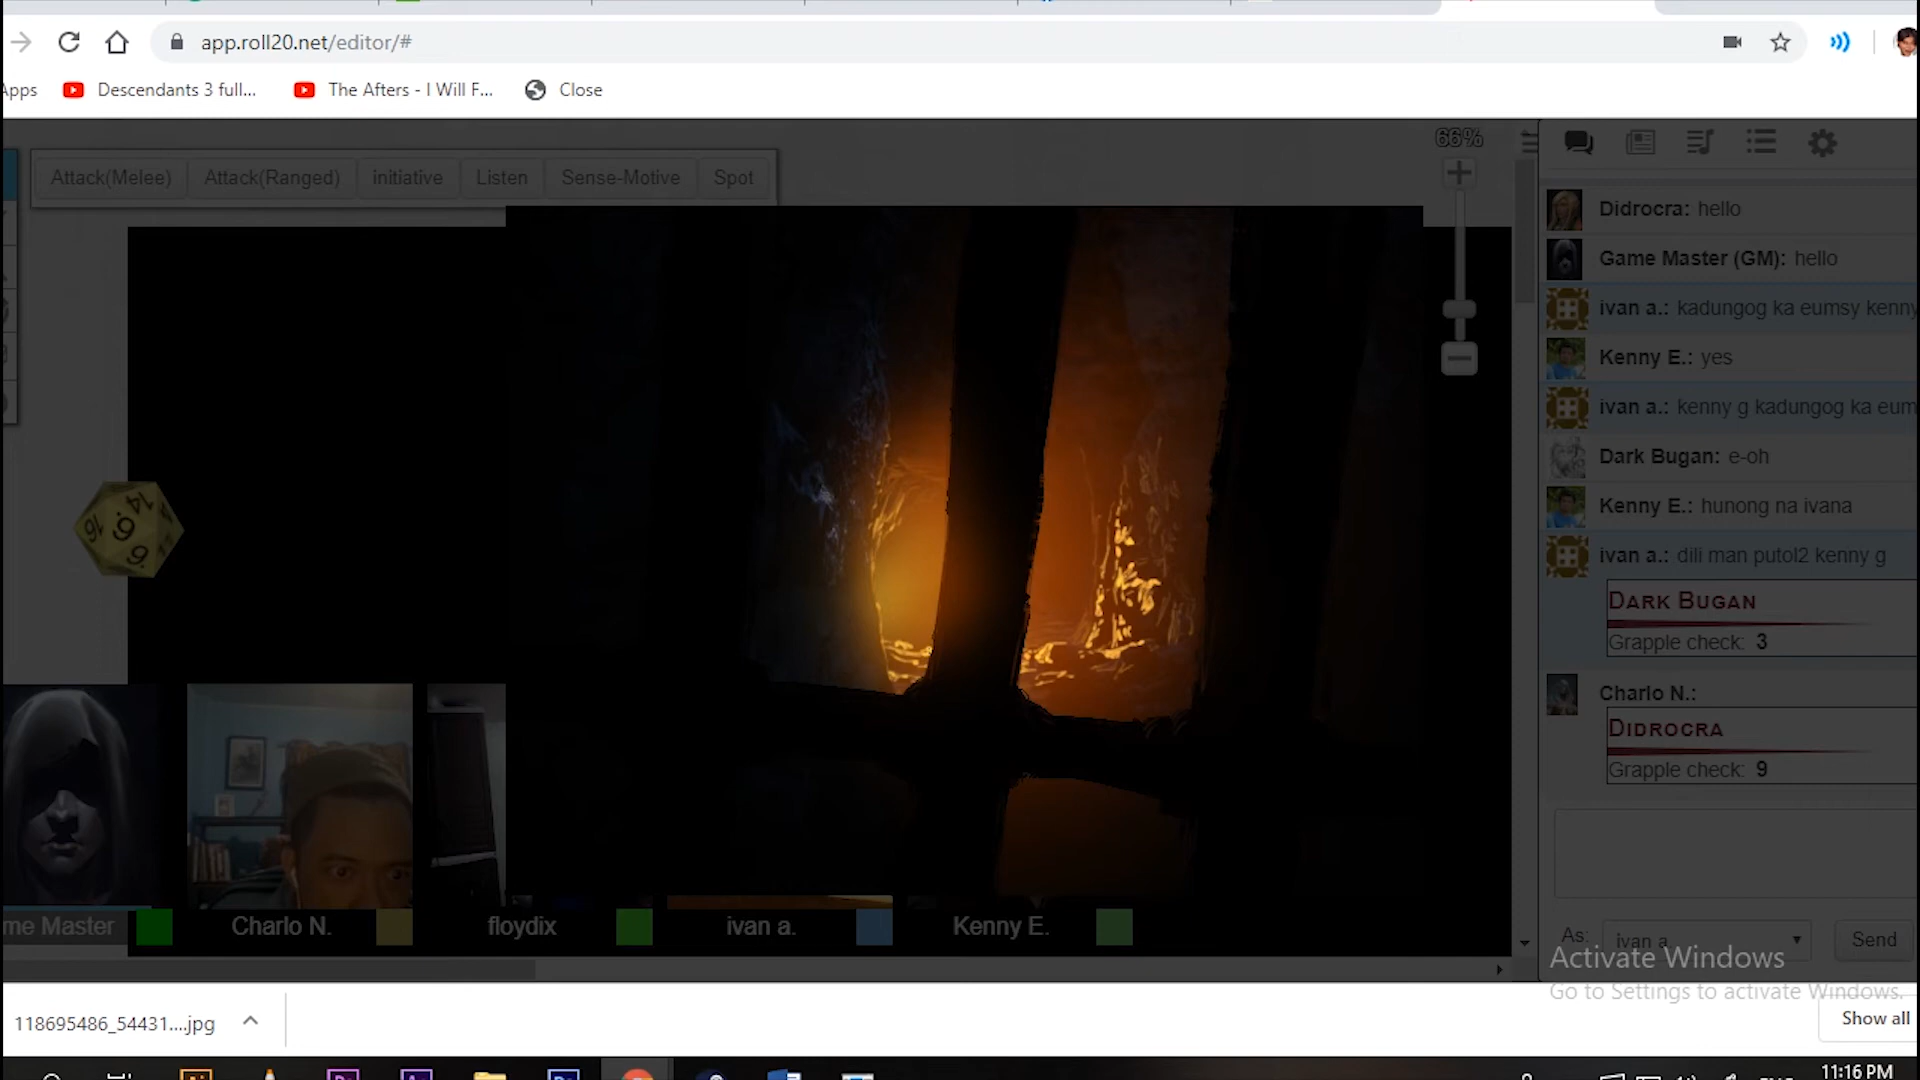 app.roll20.net/editor/#
Apps
Descendants 3 full...
The Afters - I Will F...
Close
66%
Attack(Melee)
Attack(Ranged)
initiative
Listen
Sense-Motive
Spot
Didrocra: hello
Game Master (GM): hello
ivan a.: kadungog ka eumsy kenny
Kenny E.: yes
ivan a.: kenny g kadungog ka eum
Dark Bugan: e-oh
Kenny E.: hunong na ivana
ivan a.: dili man putol2 kenny g
DARK BUGAN
Grapple check: 3
Charlo N.:
DIDROCRA
Grapple check: 9
14
16
9
6
me Master
Charlo N.
floydix
ivan a.
Kenny E.
As:
ivan a
Send
Activate Windows
Go to Settings to activate Windows.
118695486_54431....jpg
Show all
11:16 PM